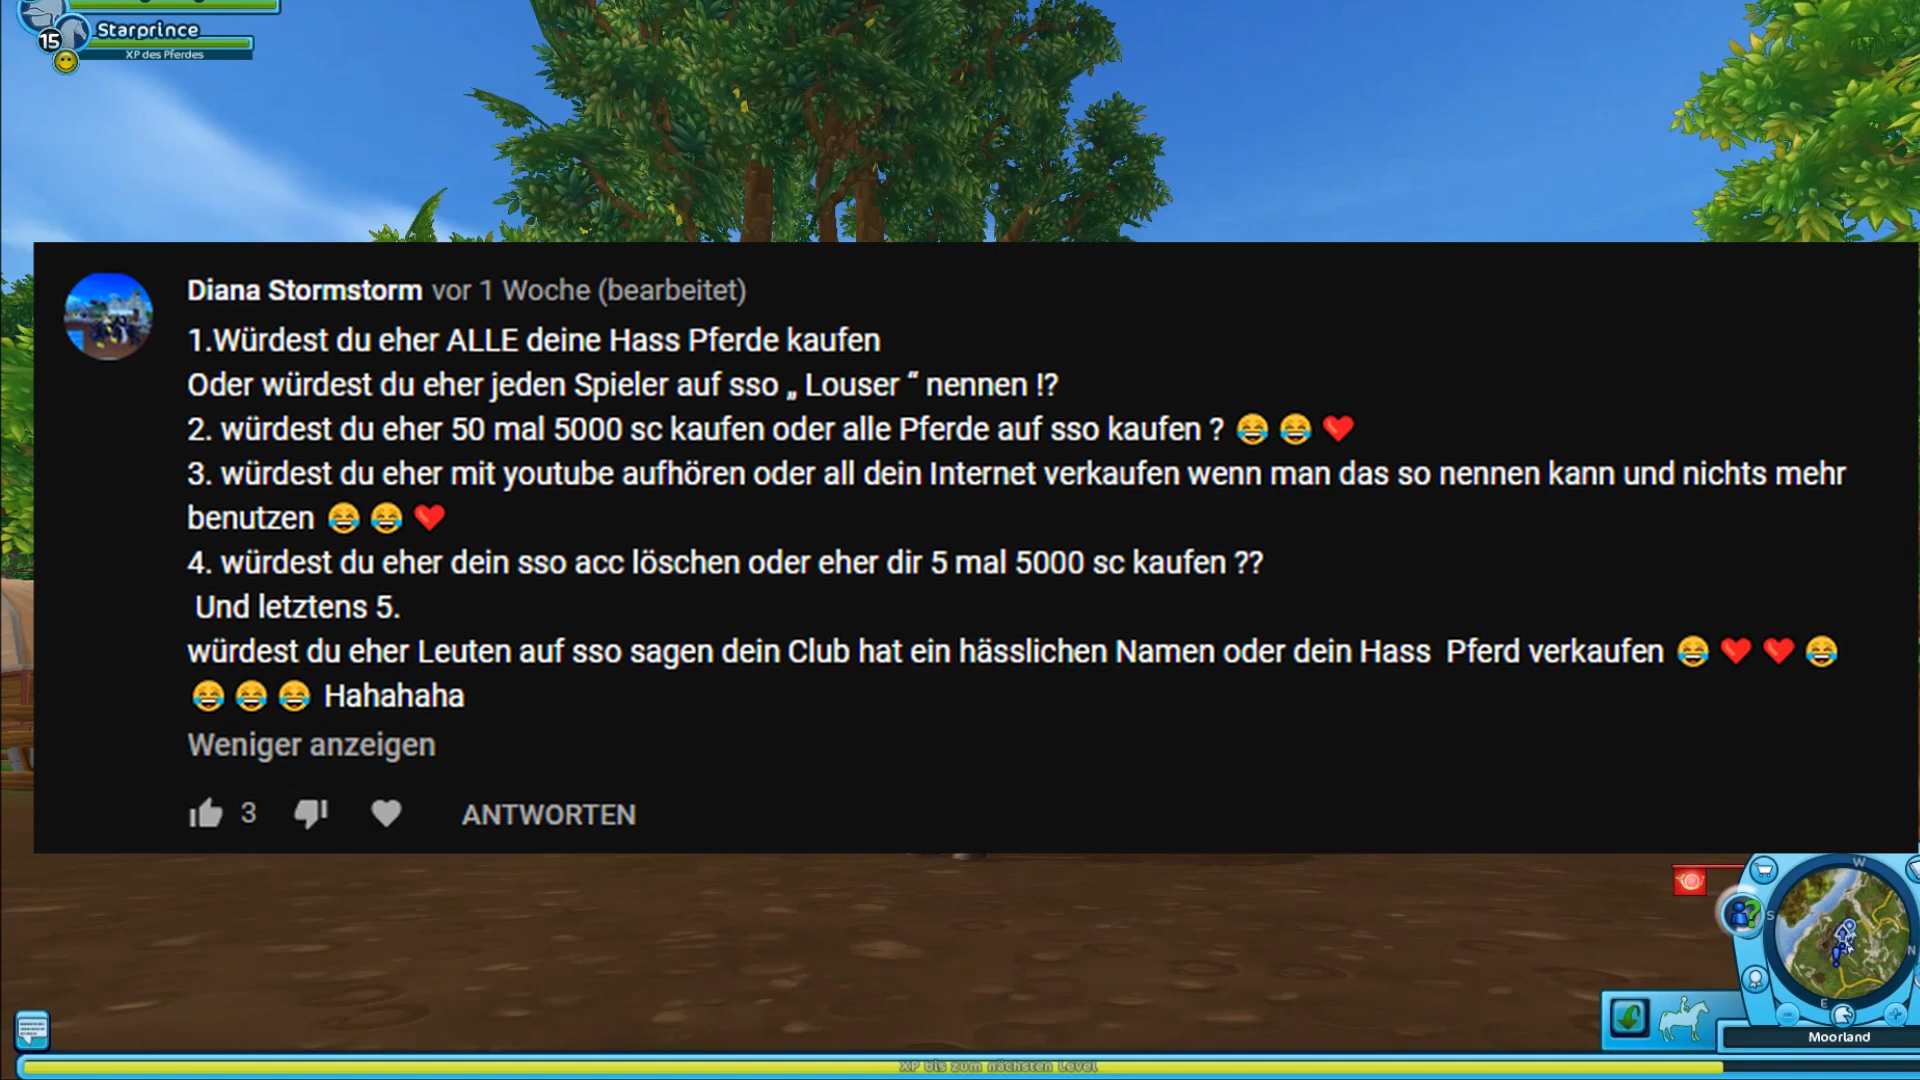 Starprince
15
XP des Pferdes
Diana Stormstorm vor 1 Woche (bearbeitet)
1.Würdest du eher ALLE deine Hass Pferde kaufen
Oder würdest du eher jeden Spieler auf sso „ Louser “ nennen !?
2. würdest du eher 50 mal 5000 sc kaufen oder alle Pferde auf sso kaufen ? 😂 😂 ❤️
3. würdest du eher mit youtube aufhören oder all dein Internet verkaufen wenn man das so nennen kann und nichts mehr
benutzen 😂 😂 ❤️
4. würdest du eher dein sso acc löschen oder eher dir 5 mal 5000 sc kaufen ??
Und letztens 5.
würdest du eher Leuten auf sso sagen dein Club hat ein hässlichen Namen oder dein Hass Pferd verkaufen 😂 ❤️ ❤️ 😂
😂 😂 😂 Hahahaha
Weniger anzeigen
3 ANTWORTEN
W
S
N
E
Moorland
XP bis zum nächsten Level